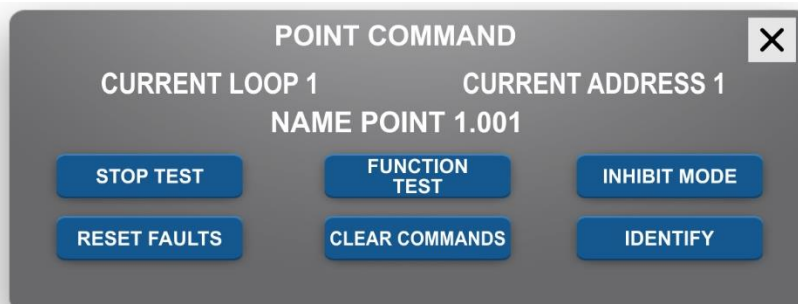 POINT COMMAND
CURRENT LOOP 1 CURRENT ADDRESS 1
NAME POINT 1.001
STOP TEST
FUNCTION
TEST
INHIBIT MODE
RESET FAULTS
CLEAR COMMANDS
IDENTIFY